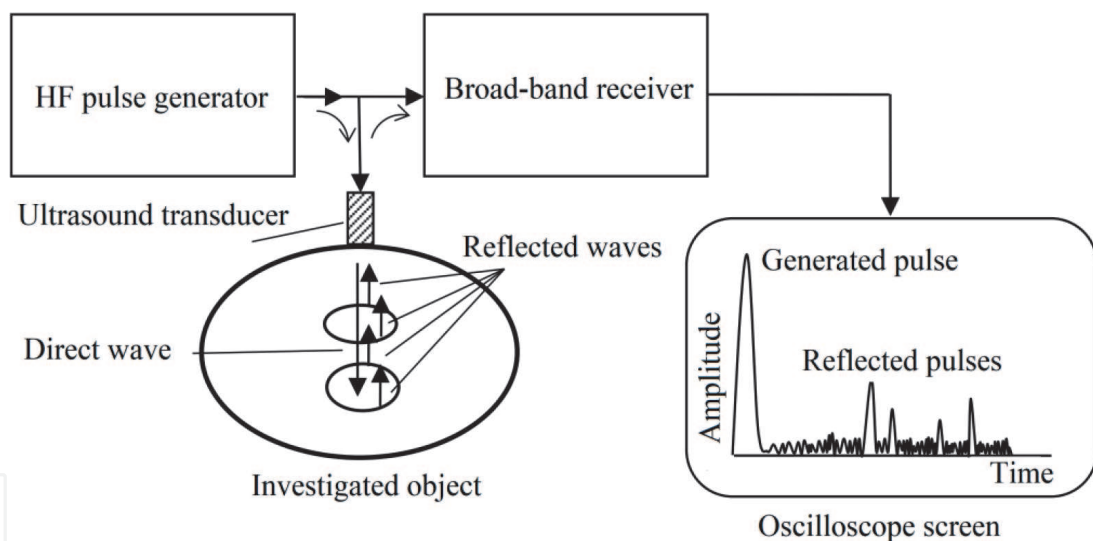 HF pulse generator
Broad-band receiver
Ultrasound transducer
Reflected waves
Direct wave
Investigated object
Generated pulse
Reflected pulses
Amplitude
Time
Oscilloscope screen